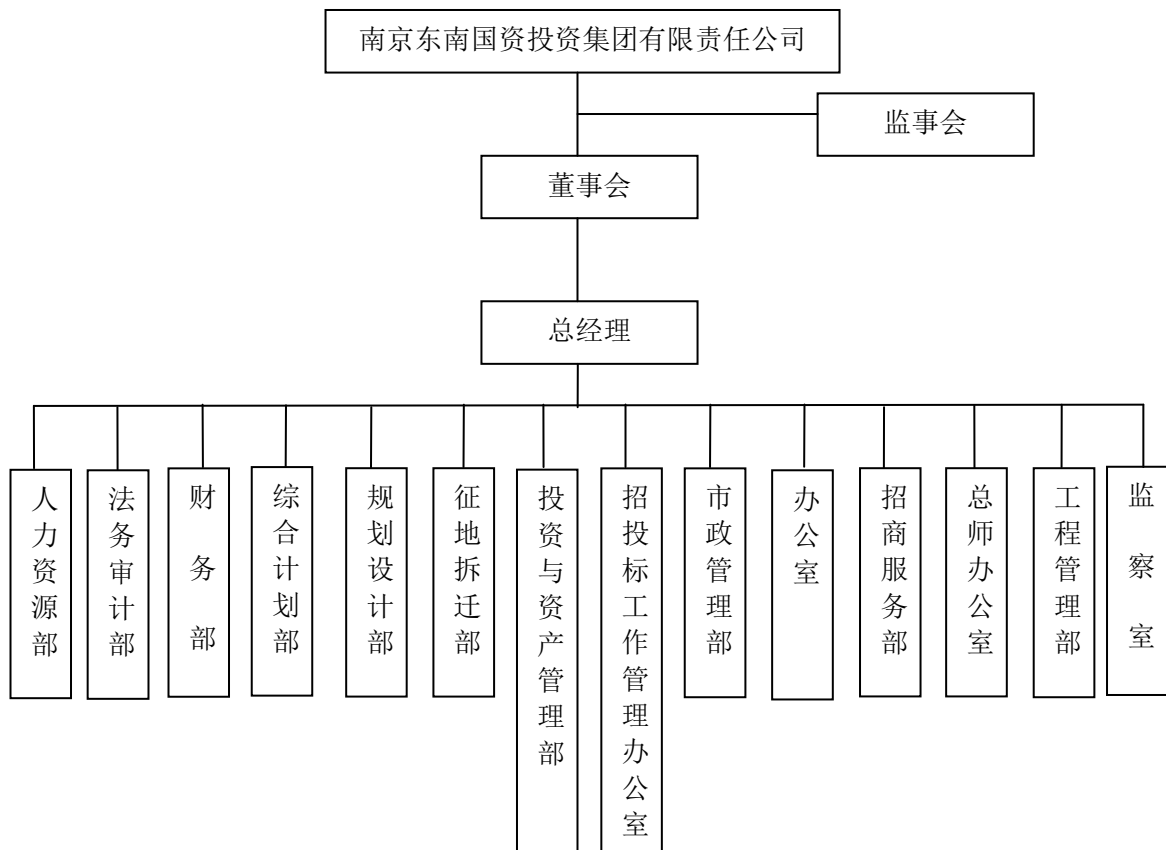 南京东南国资投资集团有限责任公司
监事会
董事会
总经理
人力资源部
法务审计部
财务部
综合计划部
规划设计部
征地拆迁部
投资与资产管理部
招投标工作管理办公室
市政管理部
办公室
招商服务部
总师办公室
工程管理部
监察室